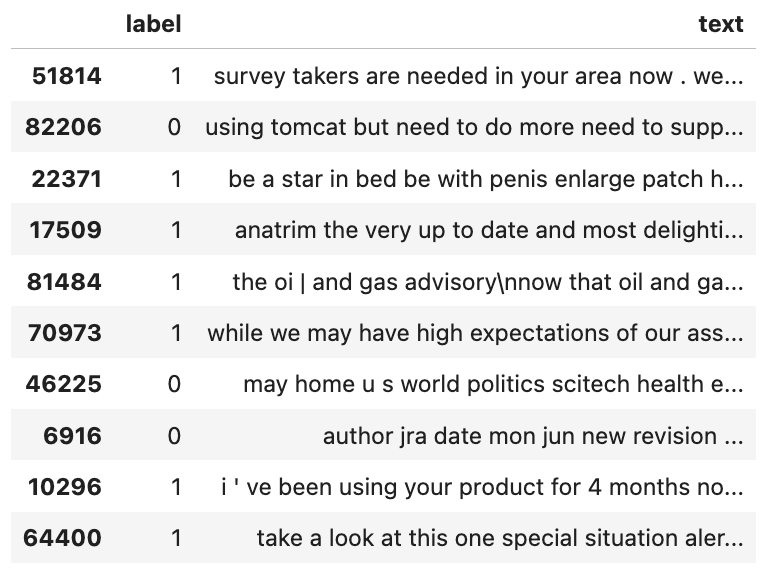 label text
51814 1 survey takers are needed in your area now . we...
82206 0 using tomcat but need to do more need to supp...
22371 1 be a star in bed be with penis enlarge patch h...
17509 1 anatrim the very up to date and most delighti...
81484 1 the oi | and gas advisory\nnow that oil and ga...
70973 1 while we may have high expectations of our ass...
46225 0 may home u s world politics scitech health e...
6916 0 author jra date mon jun new revision ...
10296 1 i ' ve been using your product for 4 months no...
64400 1 take a look at this one special situation aler...